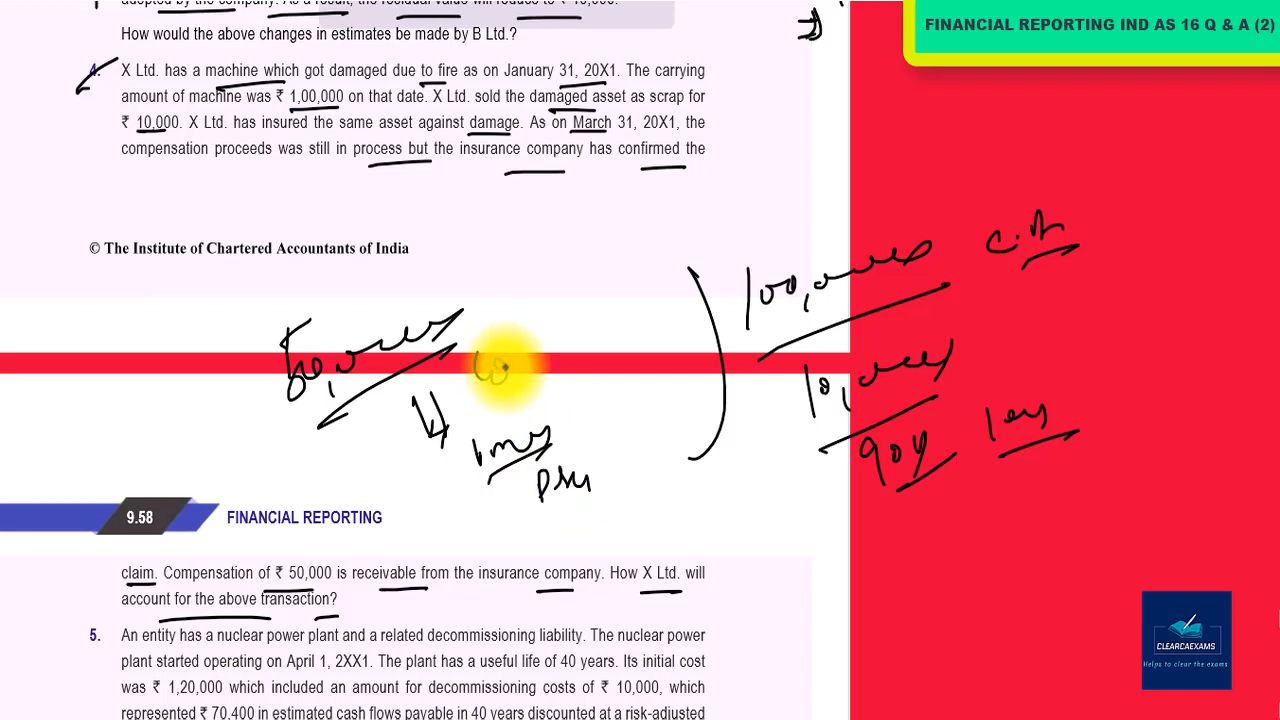 adopted by the company. As a result, the residual value will reduce to ₹ 10,000.
How would the above changes in estimates be made by B Ltd.?
FINANCIAL REPORTING IND AS 16 Q & A (2)
4. X Ltd. has a machine which got damaged due to fire as on January 31, 20X1. The carrying
amount of machine was ₹ 1,00,000 on that date. X Ltd. sold the damaged asset as scrap for
₹ 10,000. X Ltd. has insured the same asset against damage. As on March 31, 20X1, the
compensation proceeds was still in process but the insurance company has confirmed the
© The Institute of Chartered Accountants of India
9.58 FINANCIAL REPORTING
claim. Compensation of ₹ 50,000 is receivable from the insurance company. How X Ltd. will
account for the above transaction?
5. An entity has a nuclear power plant and a related decommissioning liability. The nuclear power
plant started operating on April 1, 2XX1. The plant has a useful life of 40 years. Its initial cost
was ₹ 1,20,000 which included an amount for decommissioning costs of ₹ 10,000, which
represented ₹ 70,400 in estimated cash flows payable in 40 years discounted at a risk-adjusted
CLEARCAEXAMS
Helps to clear the exams